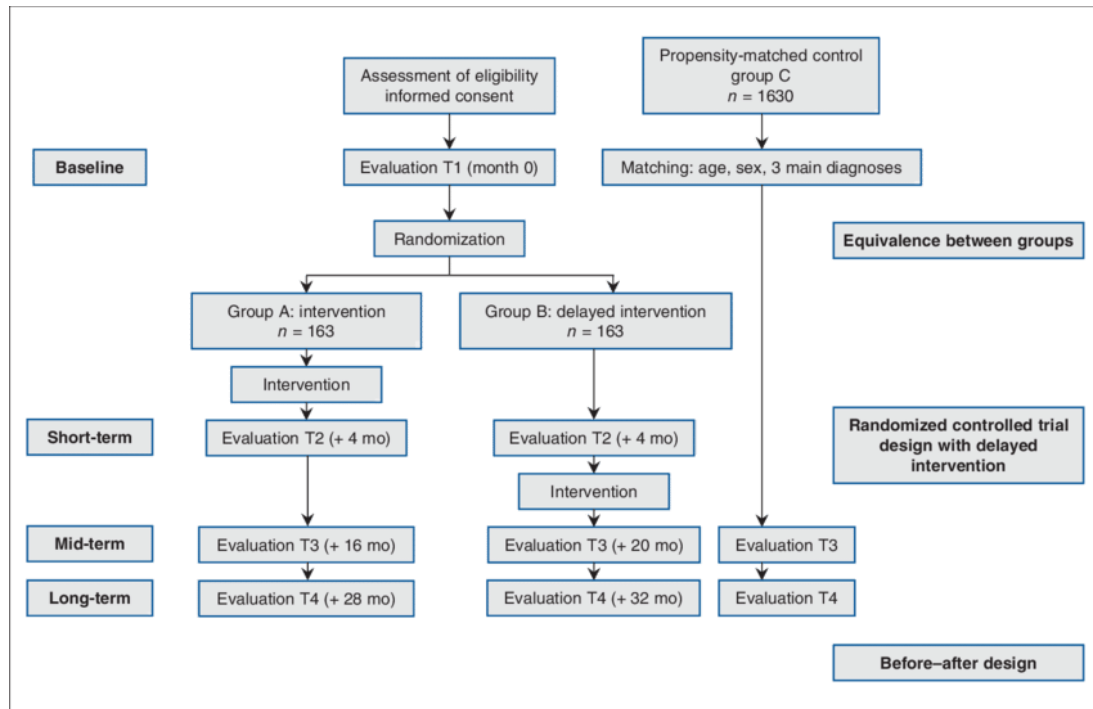 Assessment of eligibility
informed consent
Propensity-matched control
group C
n = 1630
Baseline
Evaluation T1 (month 0)
Matching: age, sex, 3 main diagnoses
Randomization
Equivalence between groups
Group A: intervention
n = 163
Group B: delayed intervention
n = 163
Intervention
Short-term
Evaluation T2 (+ 4 mo)
Evaluation T2 (+ 4 mo)
Randomized controlled trial
design with delayed
intervention
Intervention
Mid-term
Evaluation T3 (+ 16 mo)
Evaluation T3 (+ 20 mo)
Evaluation T3
Long-term
Evaluation T4 (+ 28 mo)
Evaluation T4 (+ 32 mo)
Evaluation T4
Before–after design